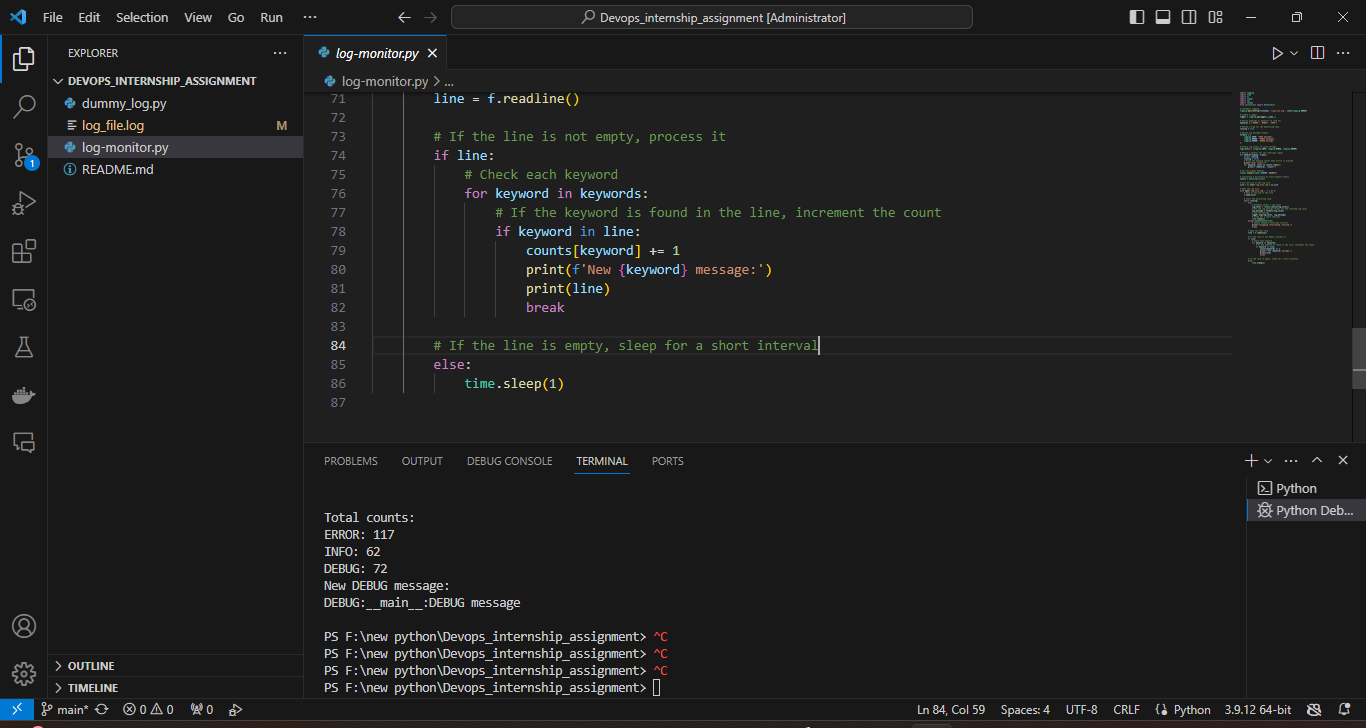 File Edit Selection View Go Run ···
Devops_internship_assignment [Administrator]
EXPLORER
DEVOPS_INTERNSHIP_ASSIGNMENT
dummy_log.py
log_file.log M
log-monitor.py
README.md
OUTLINE
TIMELINE
1
log-monitor.py
log-monitor.py > ...
71 line = f.readline()
72
73 # If the line is not empty, process it
74 if line:
75 # Check each keyword
76 for keyword in keywords:
77 # If the keyword is found in the line, increment the count
78 if keyword in line:
79 counts[keyword] += 1
80 print(f'New {keyword} message:')
81 print(line)
82 break
83
84 # If the line is empty, sleep for a short interval
85 else:
86 time.sleep(1)
87
PROBLEMS OUTPUT DEBUG CONSOLE TERMINAL PORTS
Python
Python Deb...
Total counts:
ERROR: 117
INFO: 62
DEBUG: 72
New DEBUG message:
DEBUG:__main__:DEBUG message
PS F:\new python\Devops_internship_assignment> ^C
PS F:\new python\Devops_internship_assignment> ^C
PS F:\new python\Devops_internship_assignment> ^C
PS F:\new python\Devops_internship_assignment>
main* 0 0 0 Ln 84, Col 59 Spaces: 4 UTF-8 CRLF Python 3.9.12 64-bit